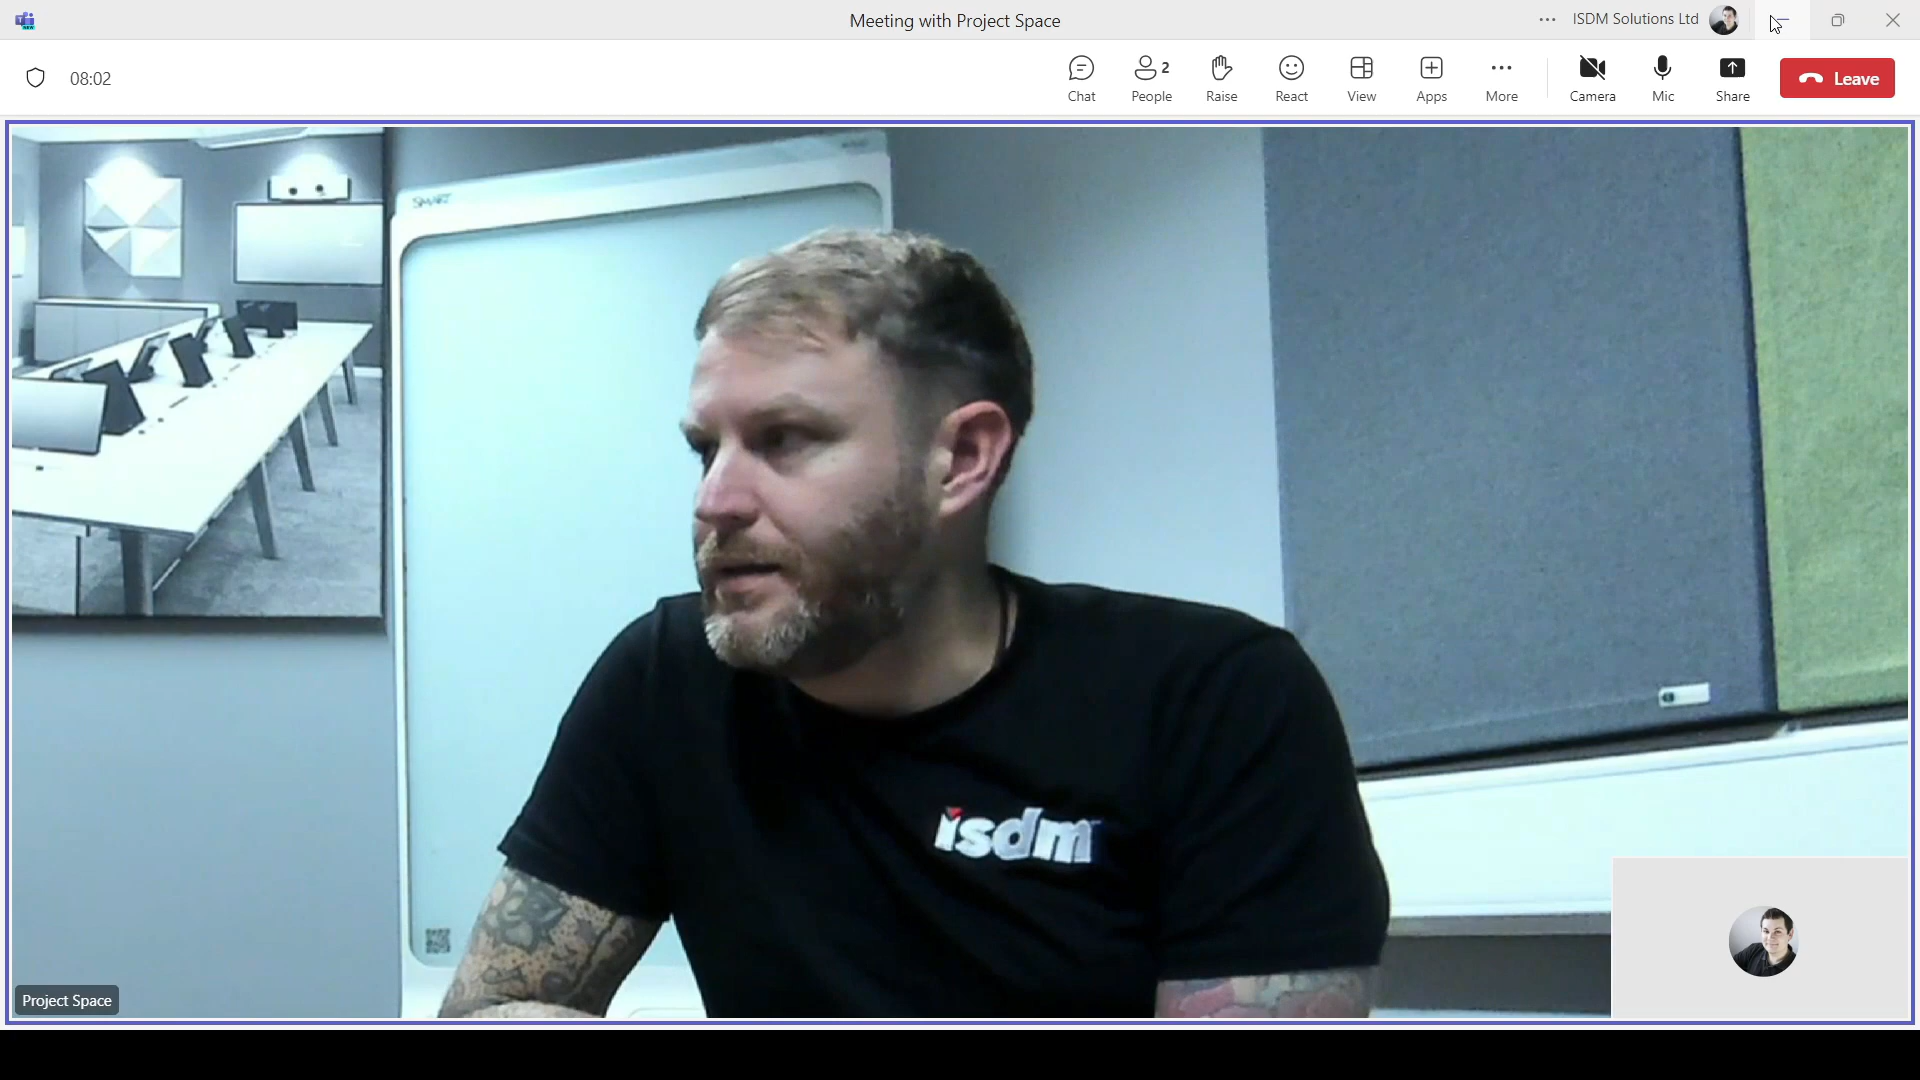 Meeting with Project Space
ISDM Solutions Ltd
08:02
Chat
People 2
Raise
React
View
Apps
More
Camera
Mic
Share
Leave
SMART
isdm
Project Space